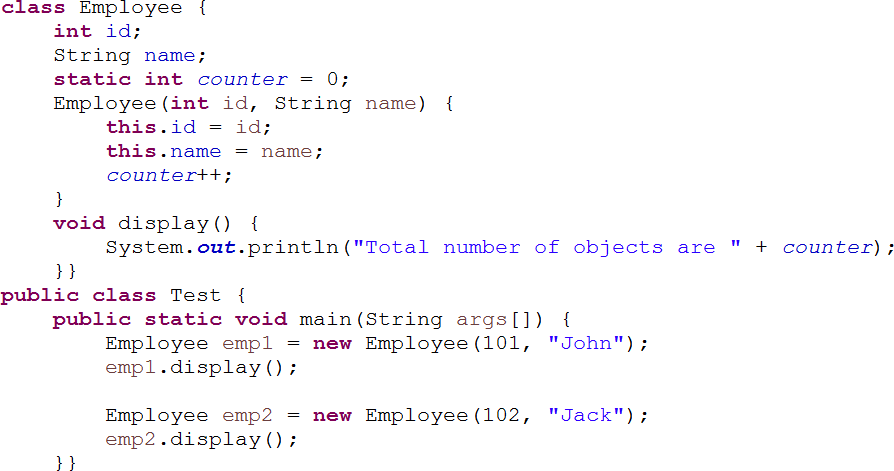 class Employee {
    int id;
    String name;
    static int counter = 0;
    Employee(int id, String name) {
        this.id = id;
        this.name = name;
        counter++;
    }
    void display() {
        System.out.println("Total number of objects are " + counter);
    }}
public class Test {
    public static void main(String args[]) {
        Employee emp1 = new Employee(101, "John");
        emp1.display();

        Employee emp2 = new Employee(102, "Jack");
        emp2.display();
    }}